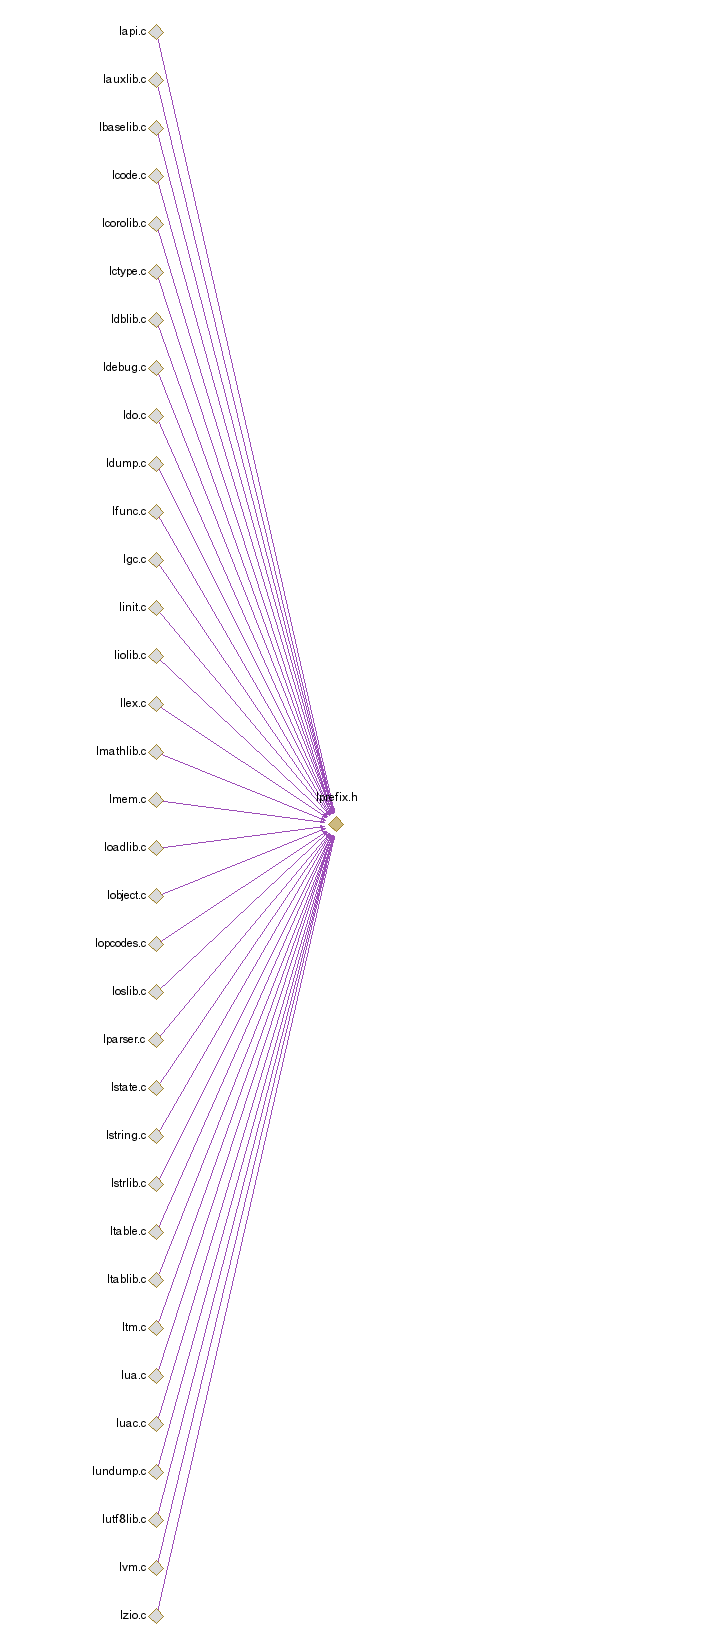 lapi.c
lauxlib.c
lbaselib.c
lcode.c
lcorolib.c
lctype.c
ldblib.c
ldebug.c
ldo.c
ldump.c
lfunc.c
lgc.c
linit.c
liolib.c
llex.c
lmathlib.c
lmem.c
lprefix.h
loadlib.c
lobject.c
lopcodes.c
loslib.c
lparser.c
lstate.c
lstring.c
lstrlib.c
ltable.c
ltablib.c
ltm.c
lua.c
luac.c
lundump.c
lutf8lib.c
lvm.c
lzio.c